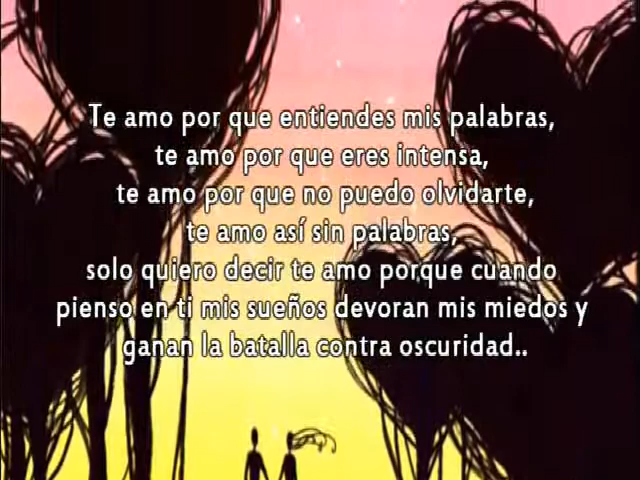 Te amo por que entiendes mis palabras,
te amo por que eres intensa,
te amo por que no puedo olvidarte,
te amo así sin palabras,
solo quiero decir te amo porque cuando
pienso en ti mis sueños devoran mis miedos y
ganan la batalla contra oscuridad..